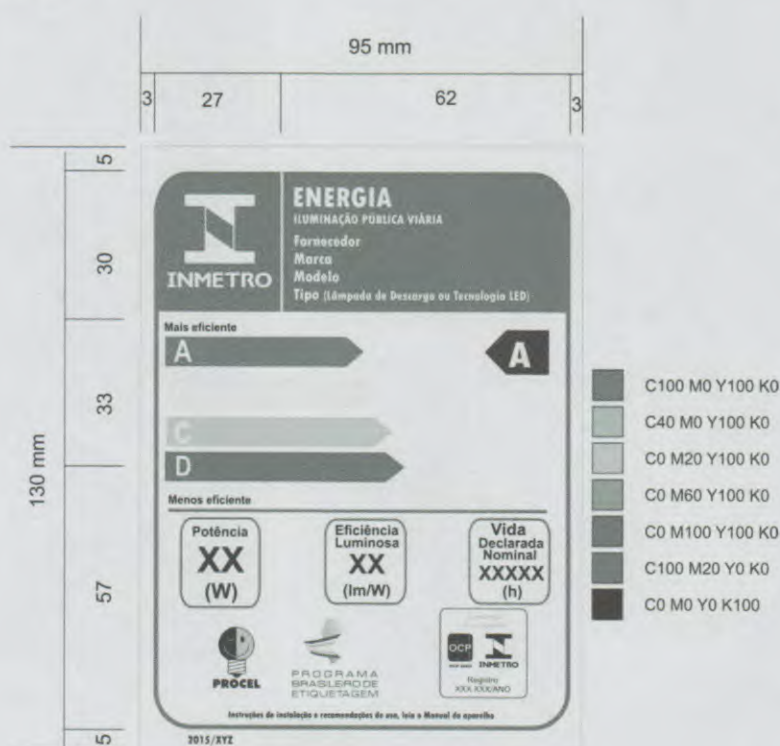 95 mm
3 27 62 3
5
30
33
130 mm
57
5
INMETRO
ENERGIA
ILUMINAÇÃO PÚBLICA VIÁRIA
Fornecedor
Marca
Modelo
Tipo (Lâmpada de Descarga ou Tecnologia LED)
Mais eficiente
A
A
C
D
Menos eficiente
Potência
XX
(W)
Eficiência
Luminosa
XX
(lm/W)
Vida
Declarada
Nominal
XXXXX
(h)
PROCEL
PROGRAMA
BRASILEIRO DE
ETIQUETAGEM
OCP
INMETRO
Registro
XXX.XXX/ANO
Instruções de instalação e recomendações de uso, leia o Manual do aparelho
2015/XYZ
C100 M0 Y100 K0
C40 M0 Y100 K0
C0 M20 Y100 K0
C0 M60 Y100 K0
C0 M100 Y100 K0
C100 M20 Y0 K0
C0 M0 Y0 K100